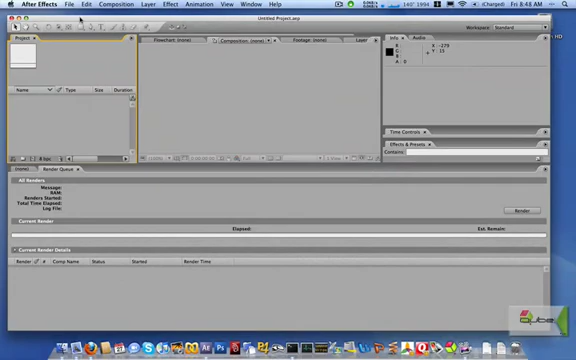 After Effects File Edit Composition Layer Effect Animation View Window Help (Charged) Fri 8:48 AM
Untitled Project.aep
Workspace: Standard
Project Flowchart: (none) Composition: (none) Footage: (none) Layer Info Audio
R: X: -279
G: Y: 15
B:
A: 0
Name Type Size Duration
Time Controls
Effects & Presets
Contains:
8 bpc
(none) Render Queue
All Renders
Message:
RAM:
Renders Started:
Total Time Elapsed:
Log File:
Render
Current Render
Elapsed: Est. Remain:
Current Render Details
Render # Comp Name Status Started Render Time